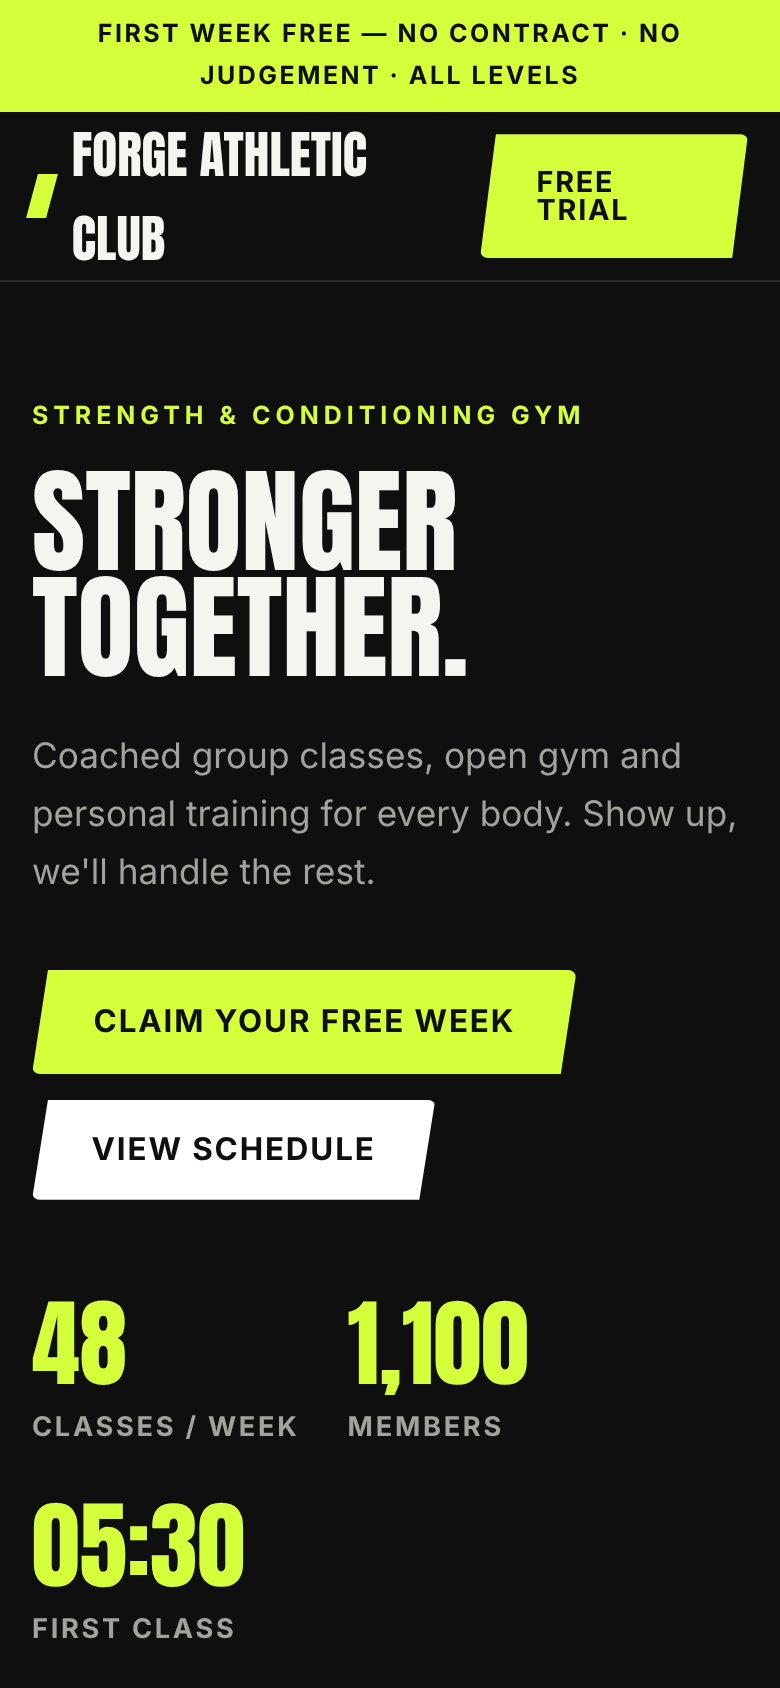 FIRST WEEK FREE — NO CONTRACT · NO
JUDGEMENT · ALL LEVELS
FORGE ATHLETIC
CLUB
FREE
TRIAL
STRENGTH & CONDITIONING GYM
STRONGER
TOGETHER.
Coached group classes, open gym and
personal training for every body. Show up,
we'll handle the rest.
CLAIM YOUR FREE WEEK
VIEW SCHEDULE
48
CLASSES / WEEK
1,100
MEMBERS
05:30
FIRST CLASS